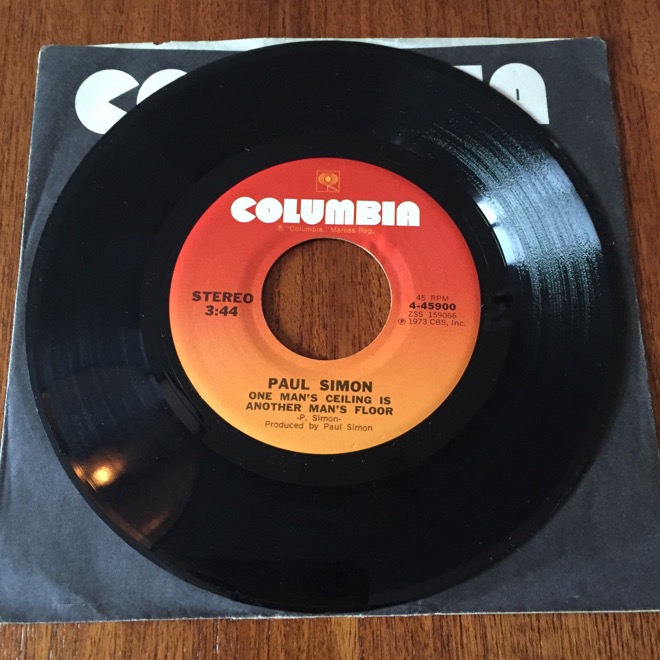 COLUMBIA
® "Columbia," Marcas Reg.
STEREO
3:44
45 RPM
4-45900
ZSS 159066
℗ 1973 CBS, Inc.
PAUL SIMON
ONE MAN'S CEILING IS
ANOTHER MAN'S FLOOR
-P. Simon-
Produced by Paul Simon